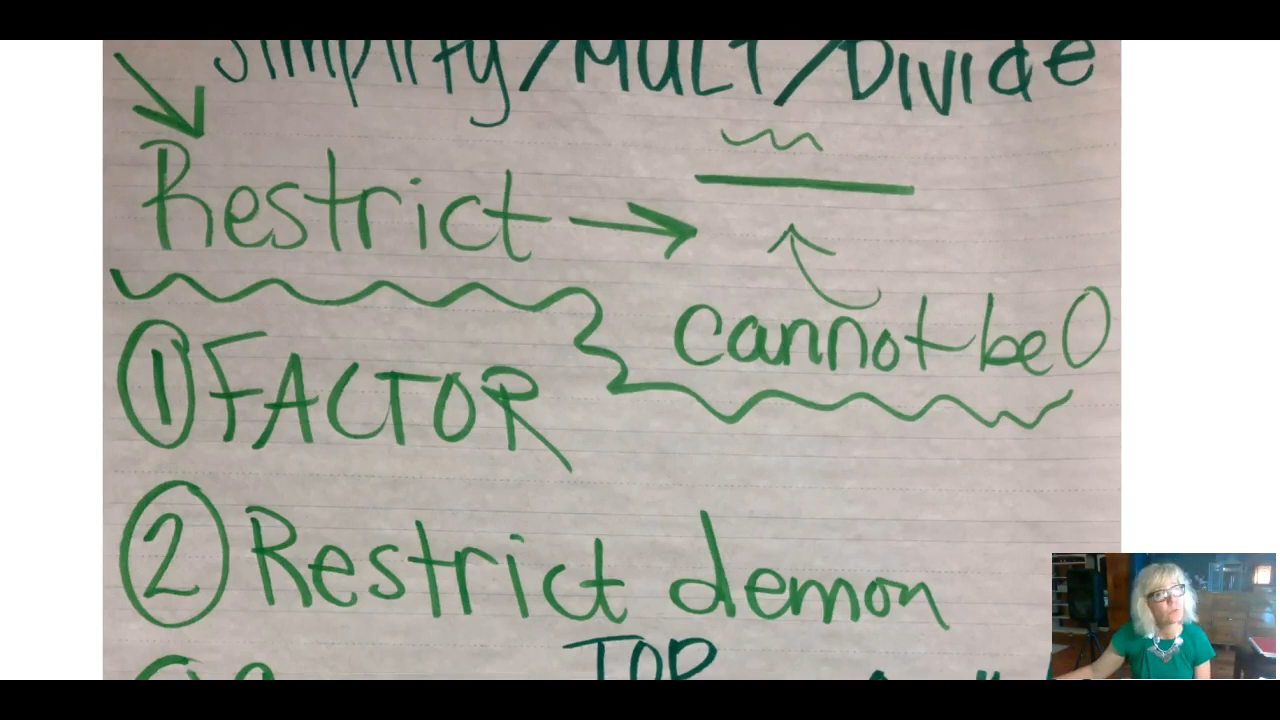 Simplify/MULT/Divide
Restrict →
cannot be 0
① FACTOR
② Restrict demon
TOP